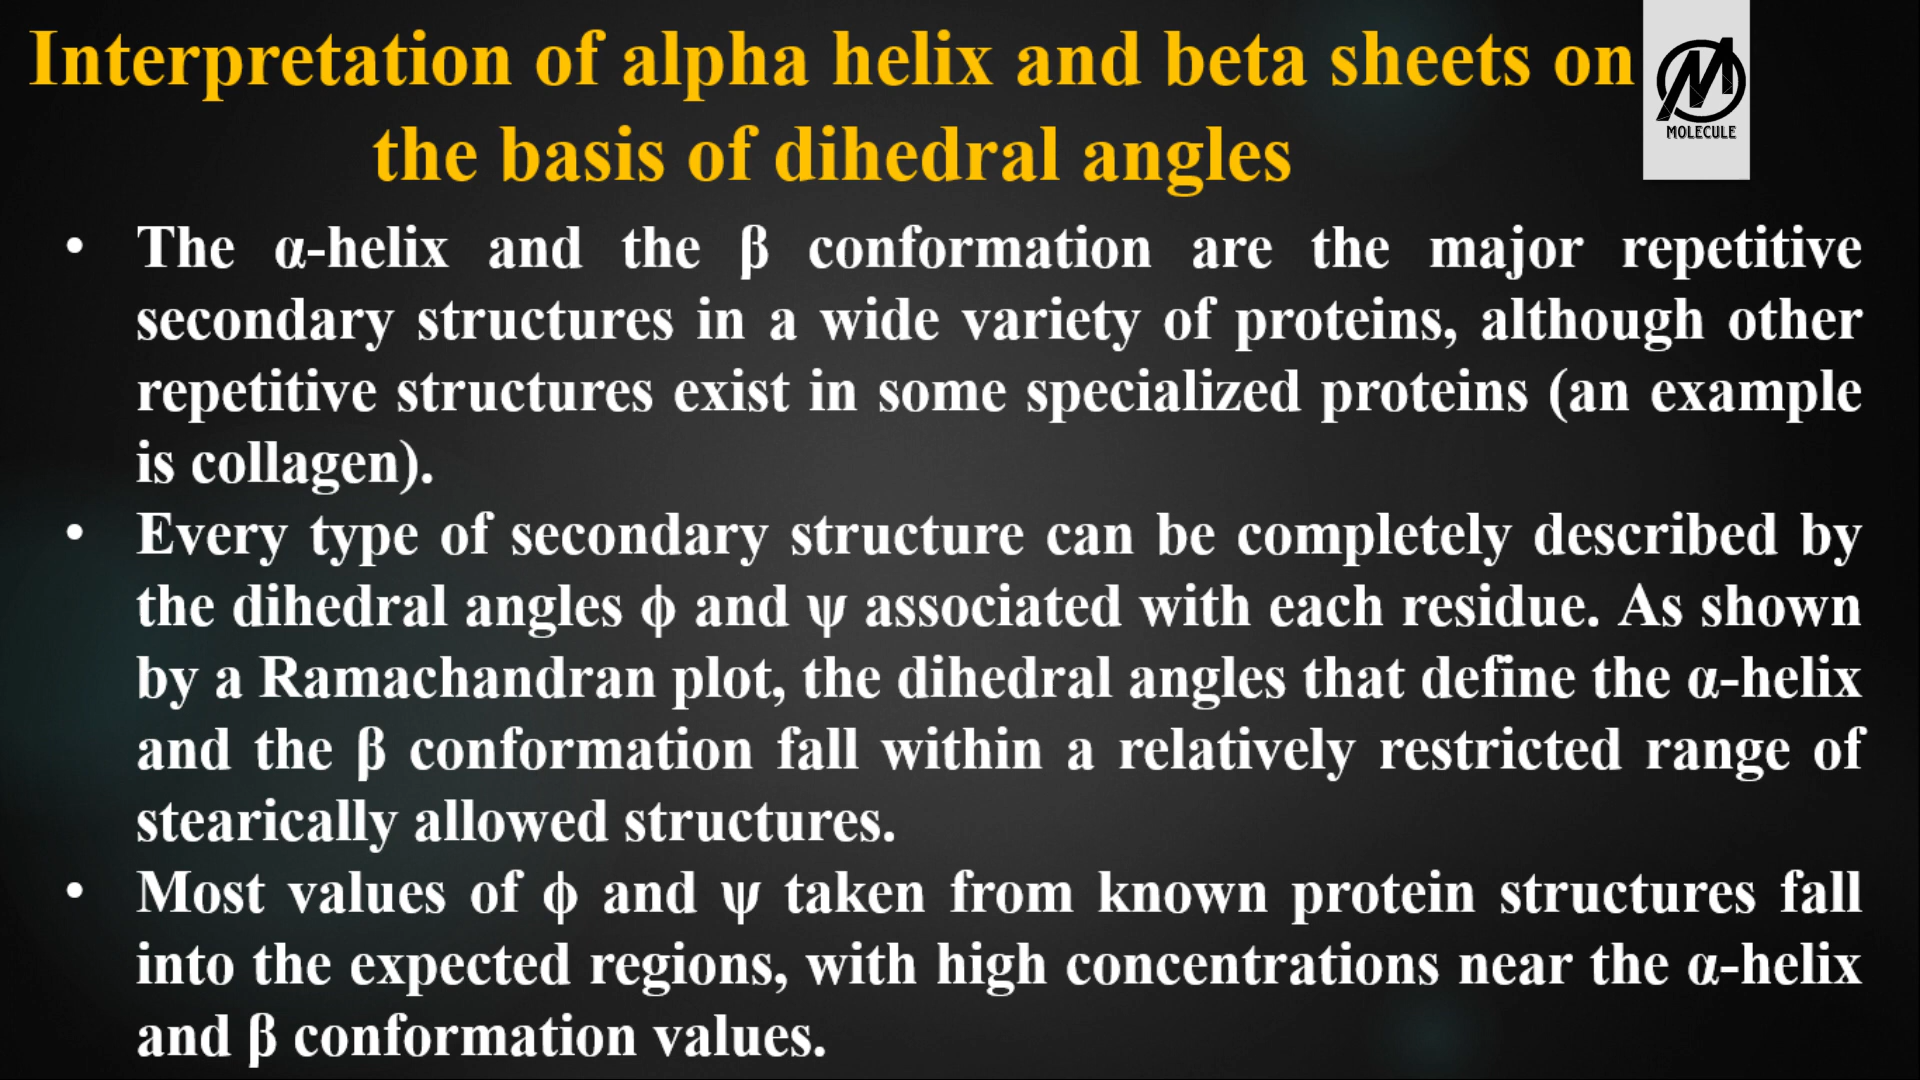 Interpretation of alpha helix and beta sheets on
the basis of dihedral angles
MOLECULE
• The α-helix and the β conformation are the major repetitive
secondary structures in a wide variety of proteins, although other
repetitive structures exist in some specialized proteins (an example
is collagen).
• Every type of secondary structure can be completely described by
the dihedral angles ϕ and ψ associated with each residue. As shown
by a Ramachandran plot, the dihedral angles that define the α-helix
and the β conformation fall within a relatively restricted range of
stearically allowed structures.
• Most values of ϕ and ψ taken from known protein structures fall
into the expected regions, with high concentrations near the α-helix
and β conformation values.